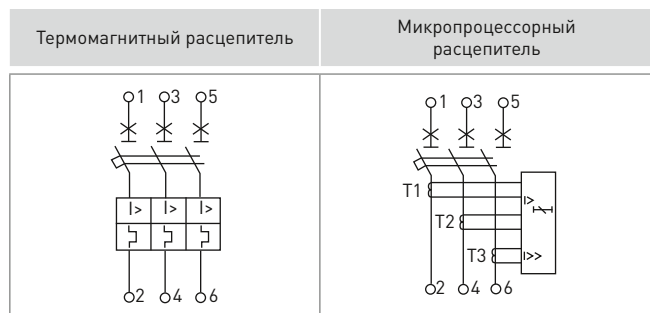 Термомагнитный расцепитель
Микропроцессорный
расцепитель
1 3 5
I> I> I>
2 4 6
1 3 5
T1
I>
T2
T3
I>>
2 4 6